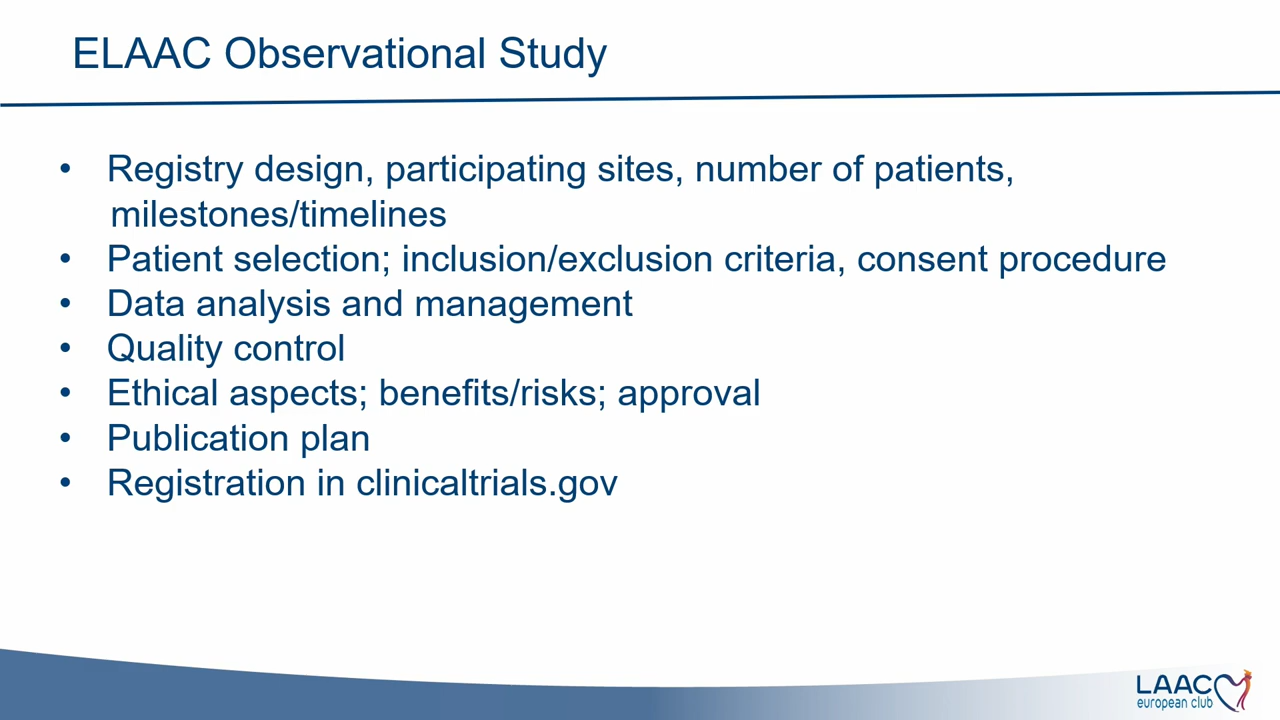 ELAAC Observational Study
• Registry design, participating sites, number of patients,
milestones/timelines
• Patient selection; inclusion/exclusion criteria, consent procedure
• Data analysis and management
• Quality control
• Ethical aspects; benefits/risks; approval
• Publication plan
• Registration in clinicaltrials.gov
LAAC
european club